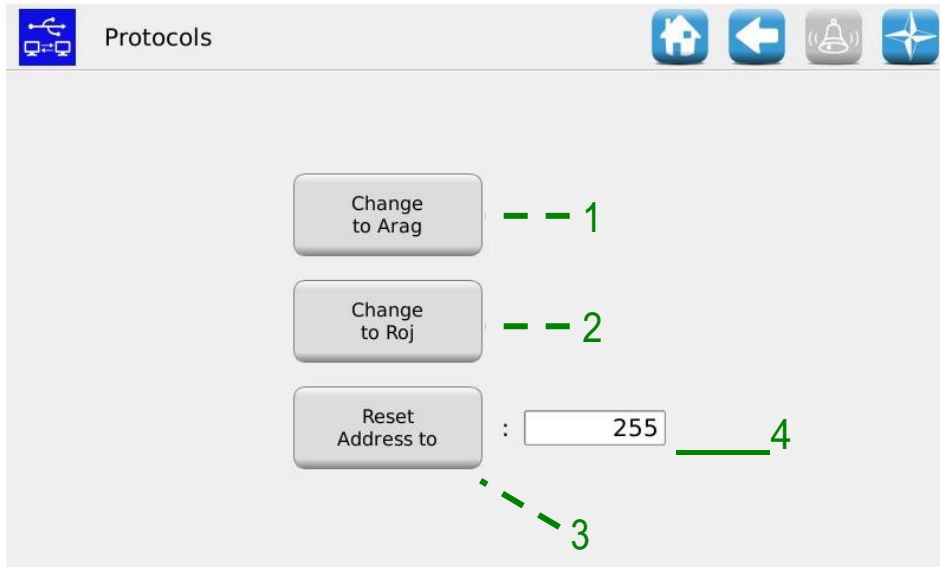 Protocols
Change
to Arag
1
Change
to Roj
2
Reset
Address to
: 255
4
3